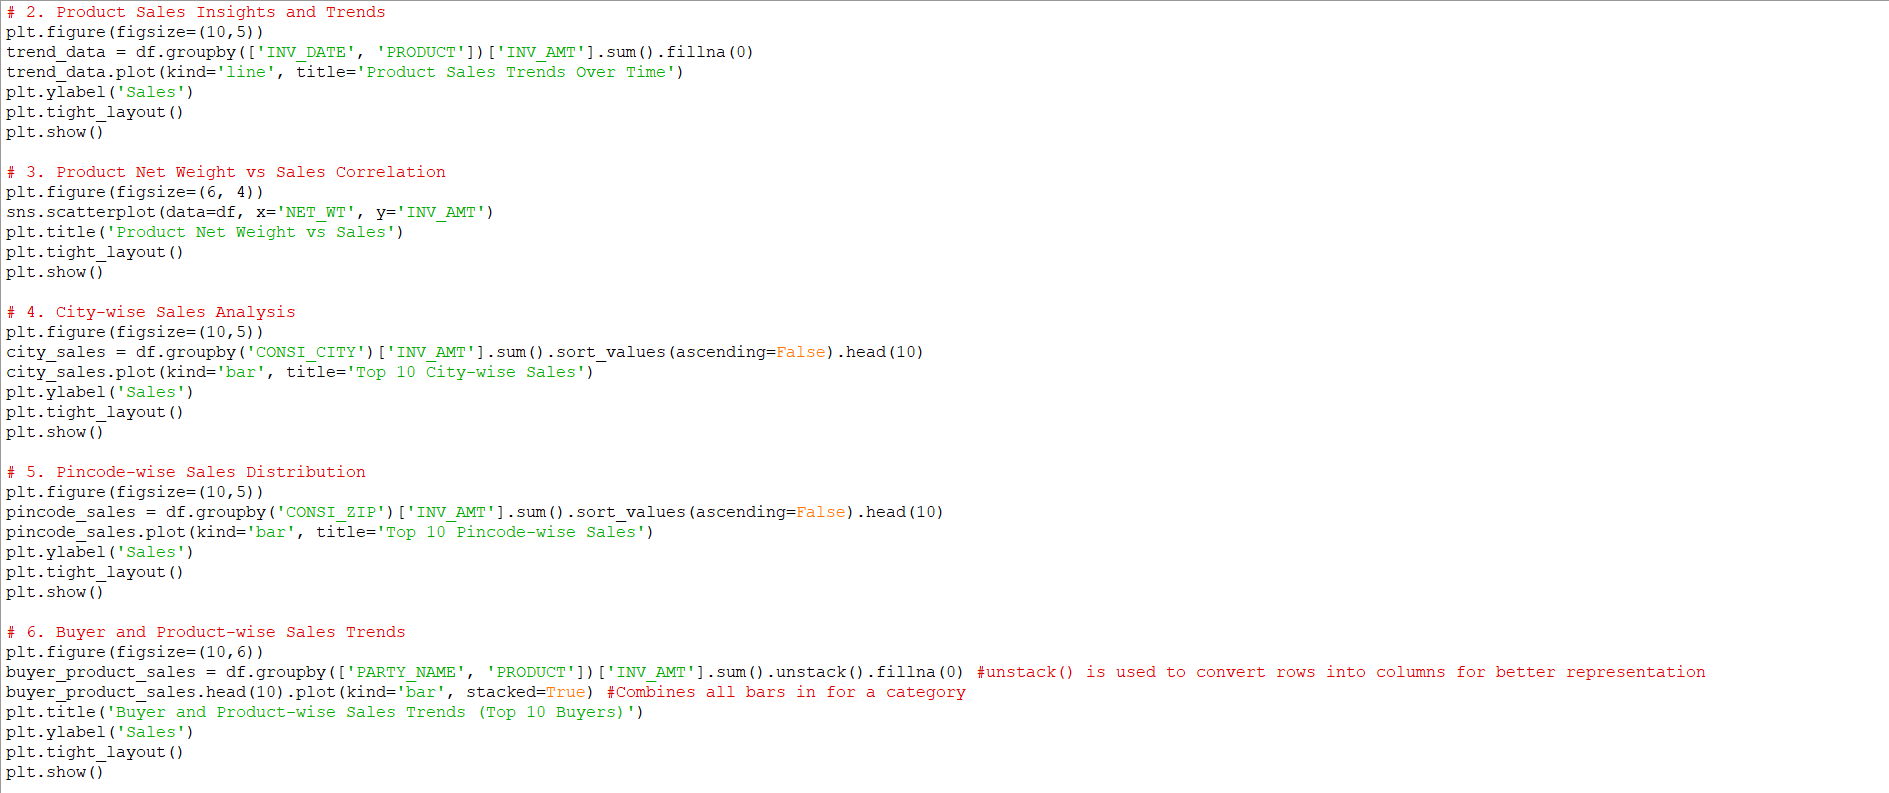 # 2. Product Sales Insights and Trends
plt.figure(figsize=(10,5))
trend_data = df.groupby(['INV_DATE', 'PRODUCT'])['INV_AMT'].sum().fillna(0)
trend_data.plot(kind='line', title='Product Sales Trends Over Time')
plt.ylabel('Sales')
plt.tight_layout()
plt.show()

# 3. Product Net Weight vs Sales Correlation
plt.figure(figsize=(6, 4))
sns.scatterplot(data=df, x='NET_WT', y='INV_AMT')
plt.title('Product Net Weight vs Sales')
plt.tight_layout()
plt.show()

# 4. City-wise Sales Analysis
plt.figure(figsize=(10,5))
city_sales = df.groupby('CONSI_CITY')['INV_AMT'].sum().sort_values(ascending=False).head(10)
city_sales.plot(kind='bar', title='Top 10 City-wise Sales')
plt.ylabel('Sales')
plt.tight_layout()
plt.show()

# 5. Pincode-wise Sales Distribution
plt.figure(figsize=(10,5))
pincode_sales = df.groupby('CONSI_ZIP')['INV_AMT'].sum().sort_values(ascending=False).head(10)
pincode_sales.plot(kind='bar', title='Top 10 Pincode-wise Sales')
plt.ylabel('Sales')
plt.tight_layout()
plt.show()

# 6. Buyer and Product-wise Sales Trends
plt.figure(figsize=(10,6))
buyer_product_sales = df.groupby(['PARTY_NAME', 'PRODUCT'])['INV_AMT'].sum().unstack().fillna(0) #unstack() is used to convert rows into columns for better representation
buyer_product_sales.head(10).plot(kind='bar', stacked=True) #Combines all bars in for a category
plt.title('Buyer and Product-wise Sales Trends (Top 10 Buyers)')
plt.ylabel('Sales')
plt.tight_layout()
plt.show()